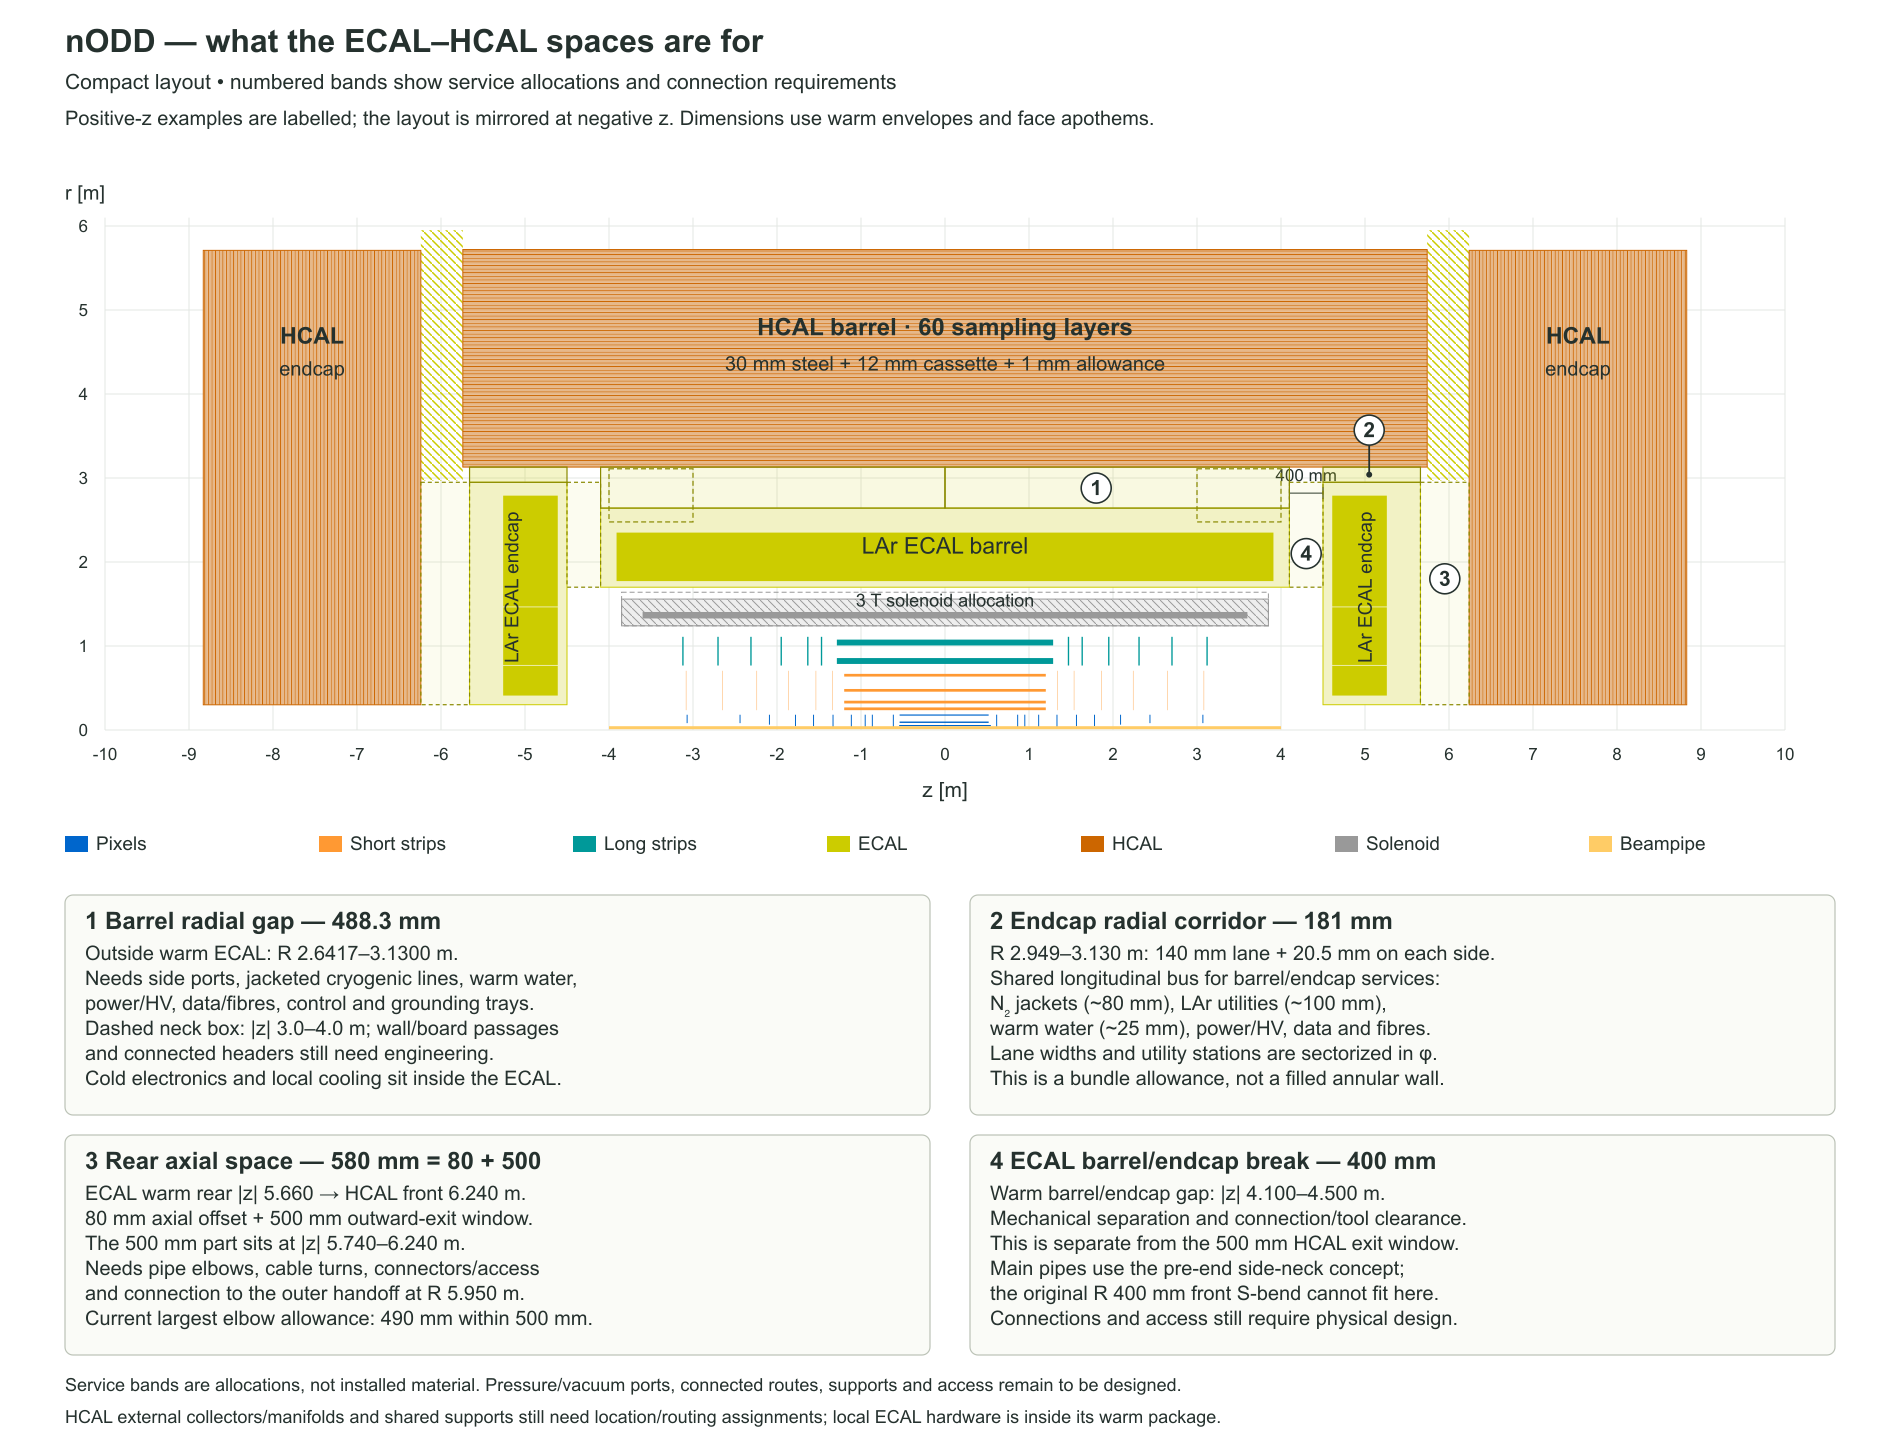 nODD — what the ECAL–HCAL spaces are for
Compact layout • numbered bands show service allocations and connection requirements
Positive-z examples are labelled; the layout is mirrored at negative z. Dimensions use warm envelopes and face apothems.
r [m]
6
5
4
3
2
1
0
HCAL
endcap
HCAL barrel · 60 sampling layers
30 mm steel + 12 mm cassette + 1 mm allowance
HCAL
endcap
2
400 mm
1
LAr ECAL barrel
4
3
LAr ECAL endcap
LAr ECAL endcap
3 T solenoid allocation
-10 -9 -8 -7 -6 -5 -4 -3 -2 -1 0 1 2 3 4 5 6 7 8 9 10
z [m]
Pixels Short strips Long strips ECAL HCAL Solenoid Beampipe
1 Barrel radial gap — 488.3 mm
Outside warm ECAL: R 2.6417–3.1300 m.
Needs side ports, jacketed cryogenic lines, warm water,
power/HV, data/fibres, control and grounding trays.
Dashed neck box: |z| 3.0–4.0 m; wall/board passages
and connected headers still need engineering.
Cold electronics and local cooling sit inside the ECAL.
2 Endcap radial corridor — 181 mm
R 2.949–3.130 m: 140 mm lane + 20.5 mm on each side.
Shared longitudinal bus for barrel/endcap services:
N₂ jackets (~80 mm), LAr utilities (~100 mm),
warm water (~25 mm), power/HV, data and fibres.
Lane widths and utility stations are sectorized in φ.
This is a bundle allowance, not a filled annular wall.
3 Rear axial space — 580 mm = 80 + 500
ECAL warm rear |z| 5.660 → HCAL front 6.240 m.
80 mm axial offset + 500 mm outward-exit window.
The 500 mm part sits at |z| 5.740–6.240 m.
Needs pipe elbows, cable turns, connectors/access
and connection to the outer handoff at R 5.950 m.
Current largest elbow allowance: 490 mm within 500 mm.
4 ECAL barrel/endcap break — 400 mm
Warm barrel/endcap gap: |z| 4.100–4.500 m.
Mechanical separation and connection/tool clearance.
This is separate from the 500 mm HCAL exit window.
Main pipes use the pre-end side-neck concept;
the original R 400 mm front S-bend cannot fit here.
Connections and access still require physical design.
Service bands are allocations, not installed material. Pressure/vacuum ports, connected routes, supports and access remain to be designed.
HCAL external collectors/manifolds and shared supports still need location/routing assignments; local ECAL hardware is inside its warm package.